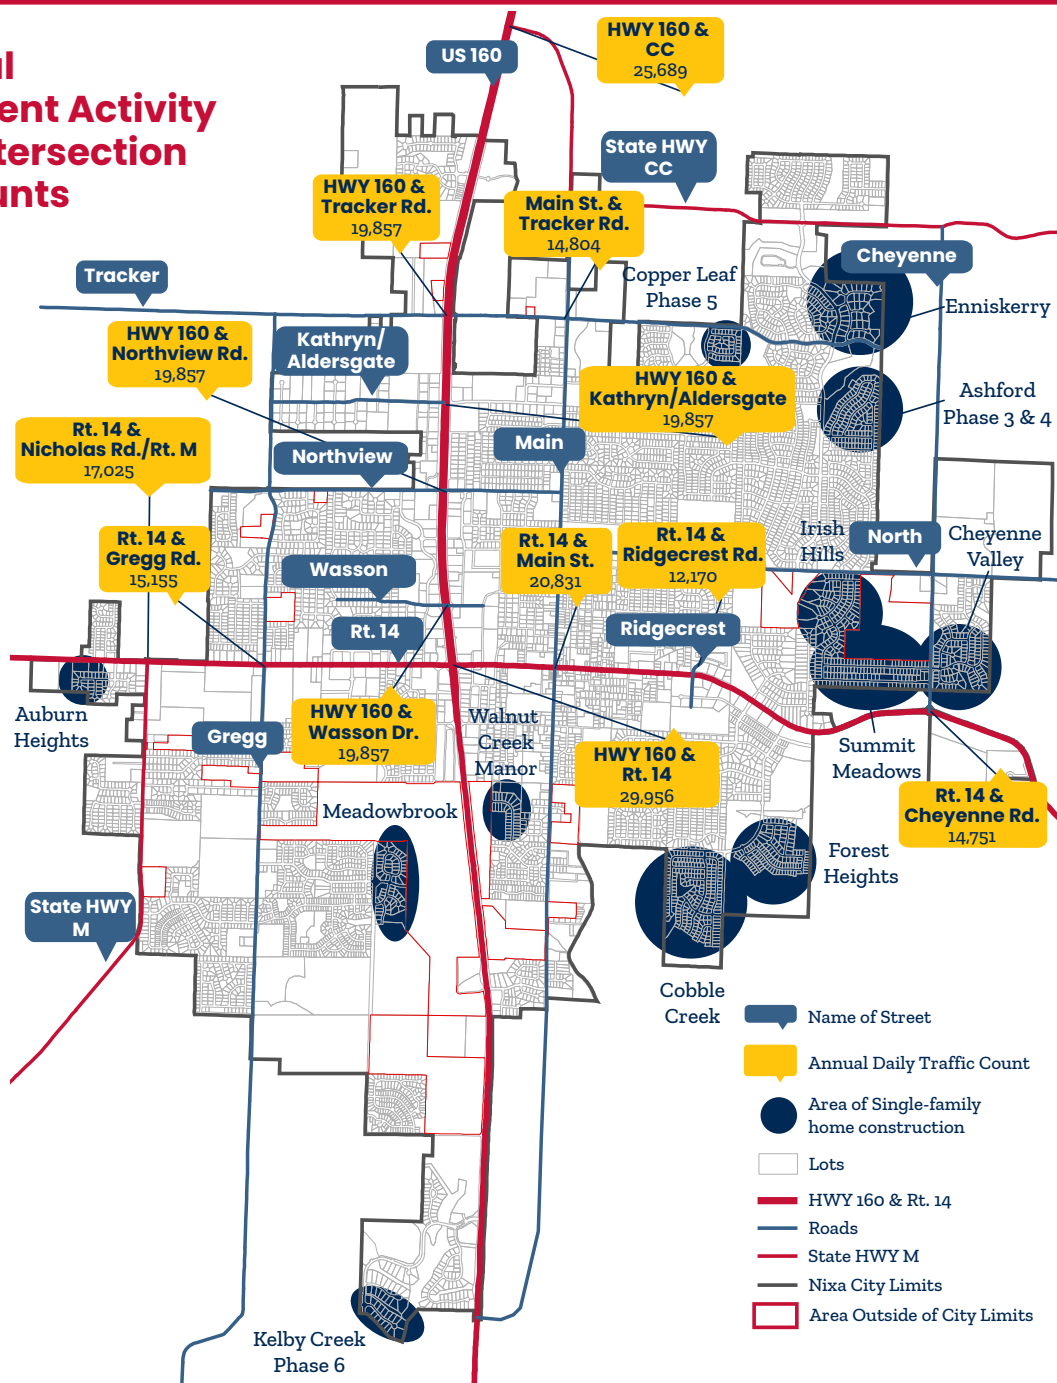 ent Activity
tersection
unts
US 160
HWY 160 &
CC
25,689
State HWY
CC
HWY 160 &
Tracker Rd.
19,857
Main St. &
Tracker Rd.
14,804
Cheyenne
Tracker
Copper Leaf
Phase 5
Enniskerry
HWY 160 &
Northview Rd.
19,857
Kathryn/
Aldersgate
HWY 160 &
Kathryn/Aldersgate
19,857
Ashford
Phase 3 & 4
Rt. 14 &
Nicholas Rd./Rt. M
17,025
Northview
Main
Rt. 14 &
Gregg Rd.
15,155
Wasson
Rt. 14 &
Main St.
20,831
Rt. 14 &
Ridgecrest Rd.
12,170
Irish
Hills
North
Cheyenne
Valley
Rt. 14
Ridgecrest
Auburn
Heights
Gregg
HWY 160 &
Wasson Dr.
19,857
Walnut
Creek
Manor
HWY 160 &
Rt. 14
29,956
Summit
Meadows
Rt. 14 &
Cheyenne Rd.
14,751
Meadowbrook
Forest
Heights
State HWY
M
Cobble
Creek
Name of Street
Annual Daily Traffic Count
Area of Single-family
home construction
Lots
HWY 160 & Rt. 14
Roads
State HWY M
Nixa City Limits
Area Outside of City Limits
Kelby Creek
Phase 6